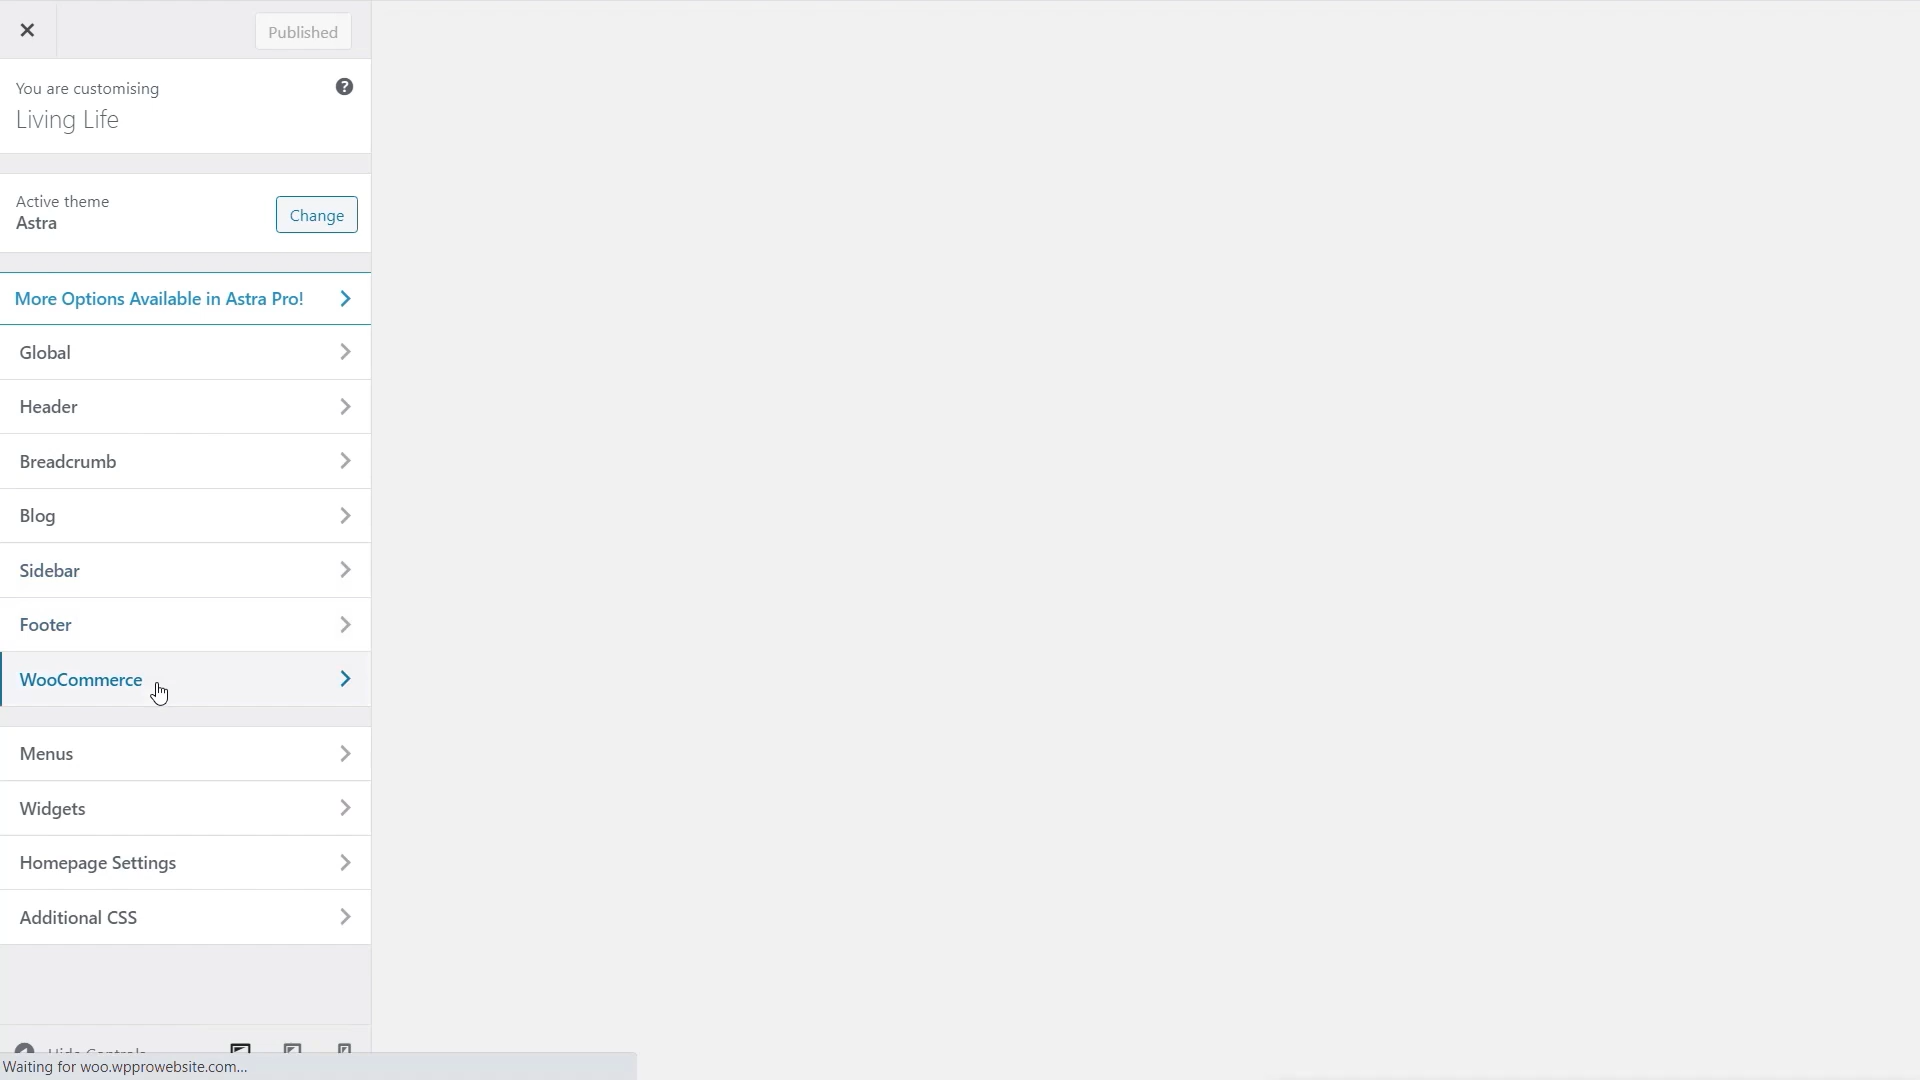 Published
You are customising
Living Life
Active theme
Astra
Change
More Options Available in Astra Pro!
Global
Header
Breadcrumb
Blog
Sidebar
Footer
WooCommerce
Menus
Widgets
Homepage Settings
Additional CSS
Hide Controls
Waiting for woo.wpprowebsite.com...